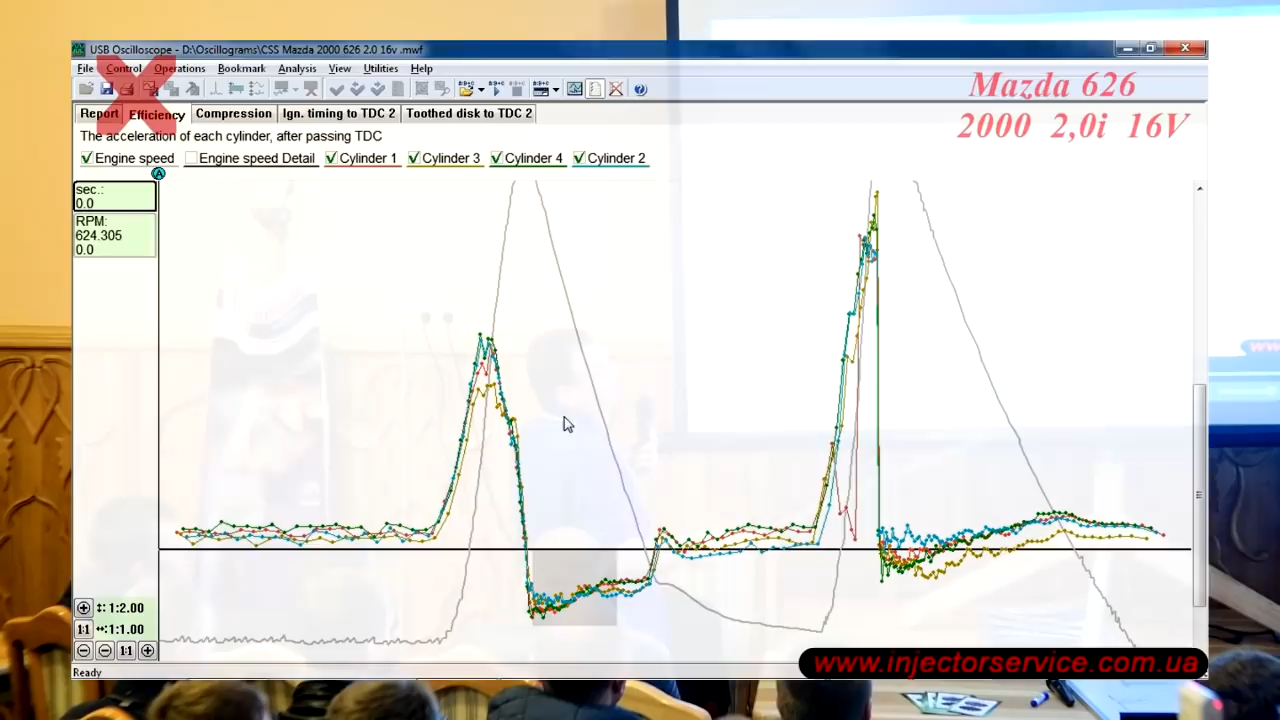 USB Oscilloscope - D:\Oscillograms\CSS Mazda 2000 626 2.0 16v .mwf
File Control Operations Bookmark Analysis View Utilities Help
Mazda 626
2000 2,0i 16V
Report Efficiency Compression Ign. timing to TDC 2 Toothed disk to TDC 2
The acceleration of each cylinder, after passing TDC
Engine speed Engine speed Detail Cylinder 1 Cylinder 3 Cylinder 4 Cylinder 2
A
sec.:
0.0
RPM:
624.305
0.0
1:2.00
1:1 1:1.00
1:1
Ready
www.injectorservice.com.ua